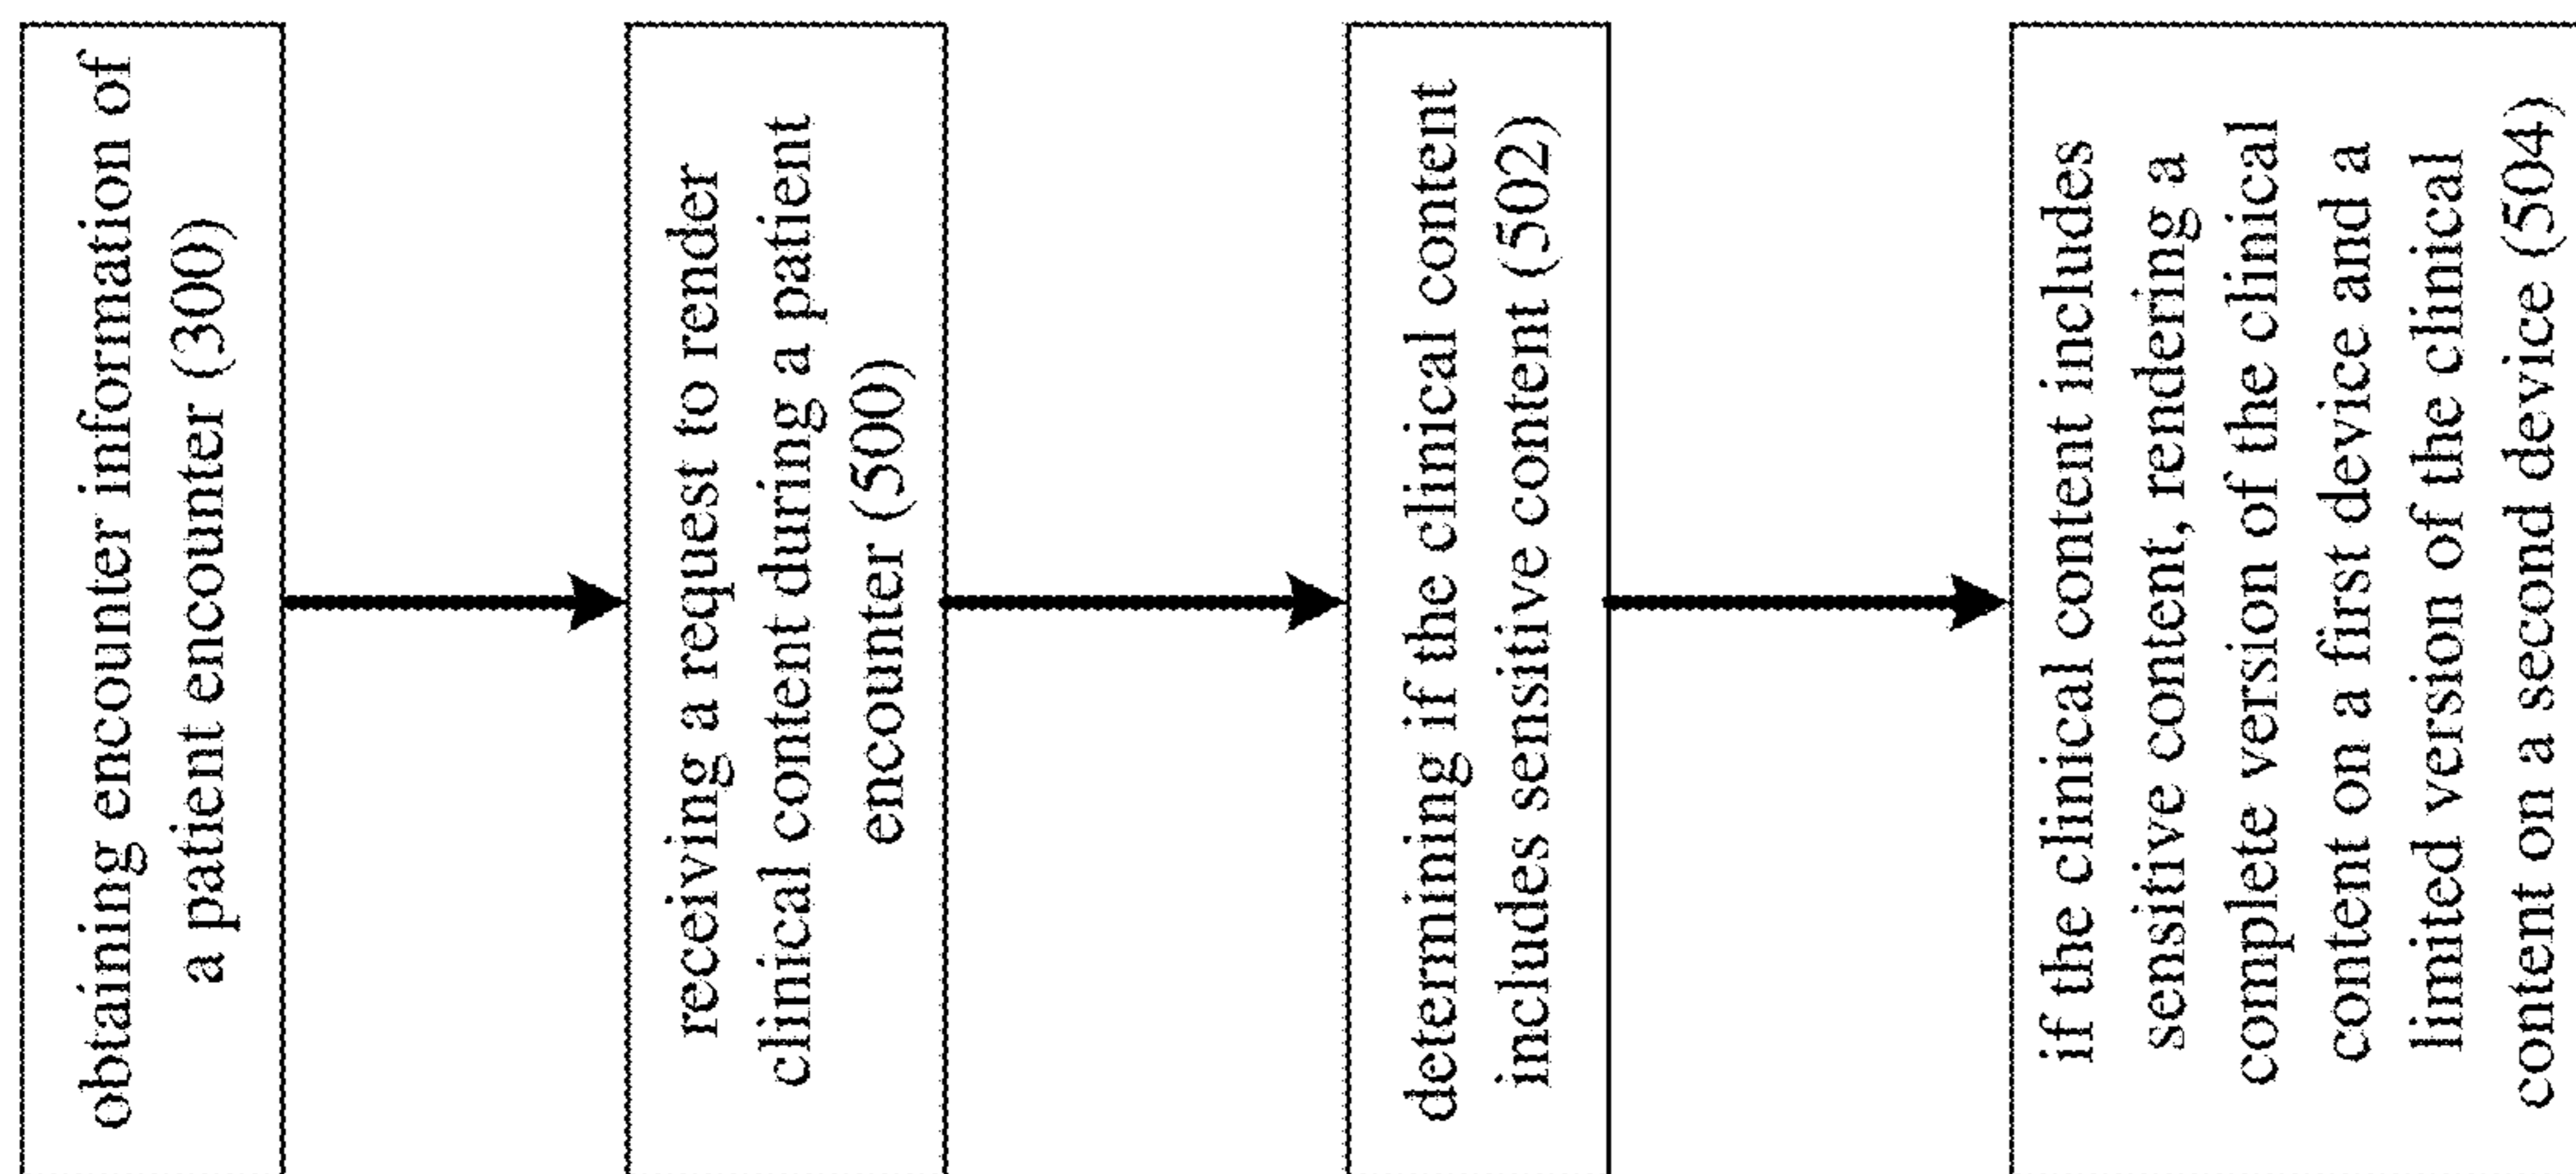 obtaining encounter information of
a patient encounter (300)
receiving a request to render
clinical content during a patient
encounter (500)
determining if the clinical content
includes sensitive content (502)
if the clinical content includes
sensitive content, rendering a
complete version of the clinical
content on a first device and a
limited version of the clinical
content on a second device (504)